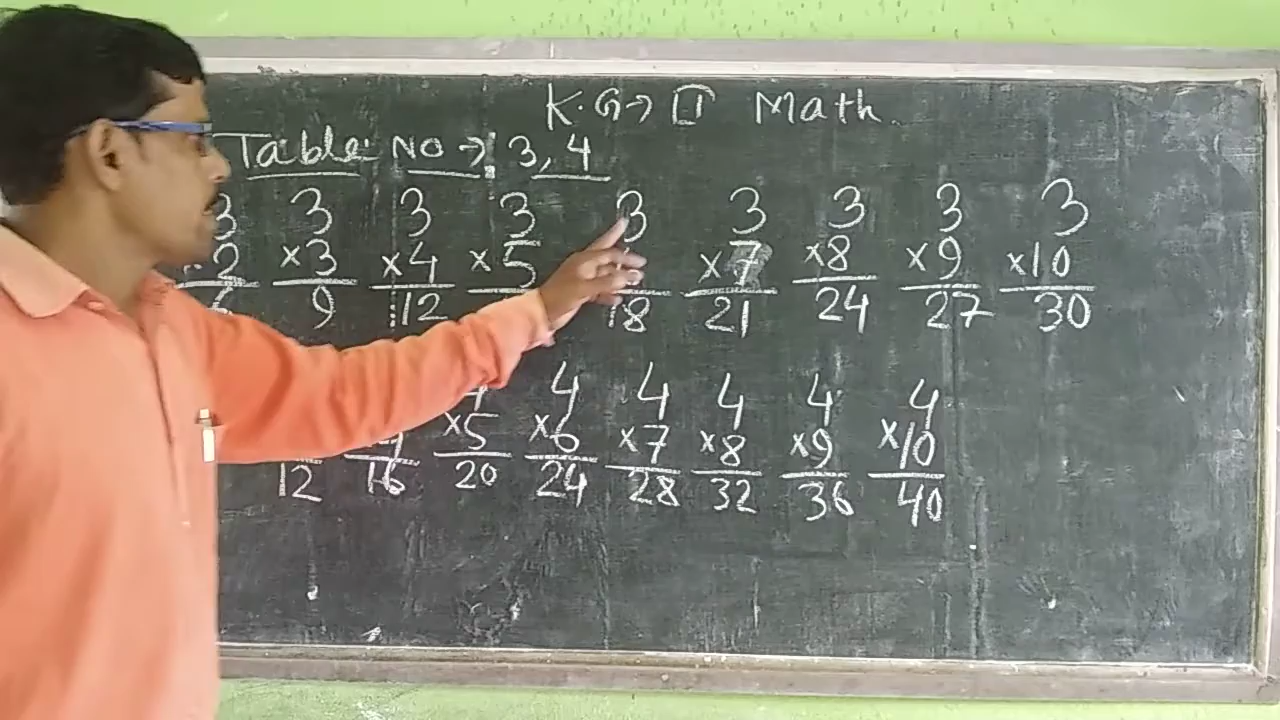 K.G→ II Math
Table No → 3, 4
3 3 3 3 3 3 3 3 3
×2 ×3 ×4 ×5 ×7 ×8 ×9 ×10
6 9 12 18 21 24 27 30
4 4 4 4 4 4
×5 ×6 ×7 ×8 ×9 ×10
12 16 20 24 28 32 36 40